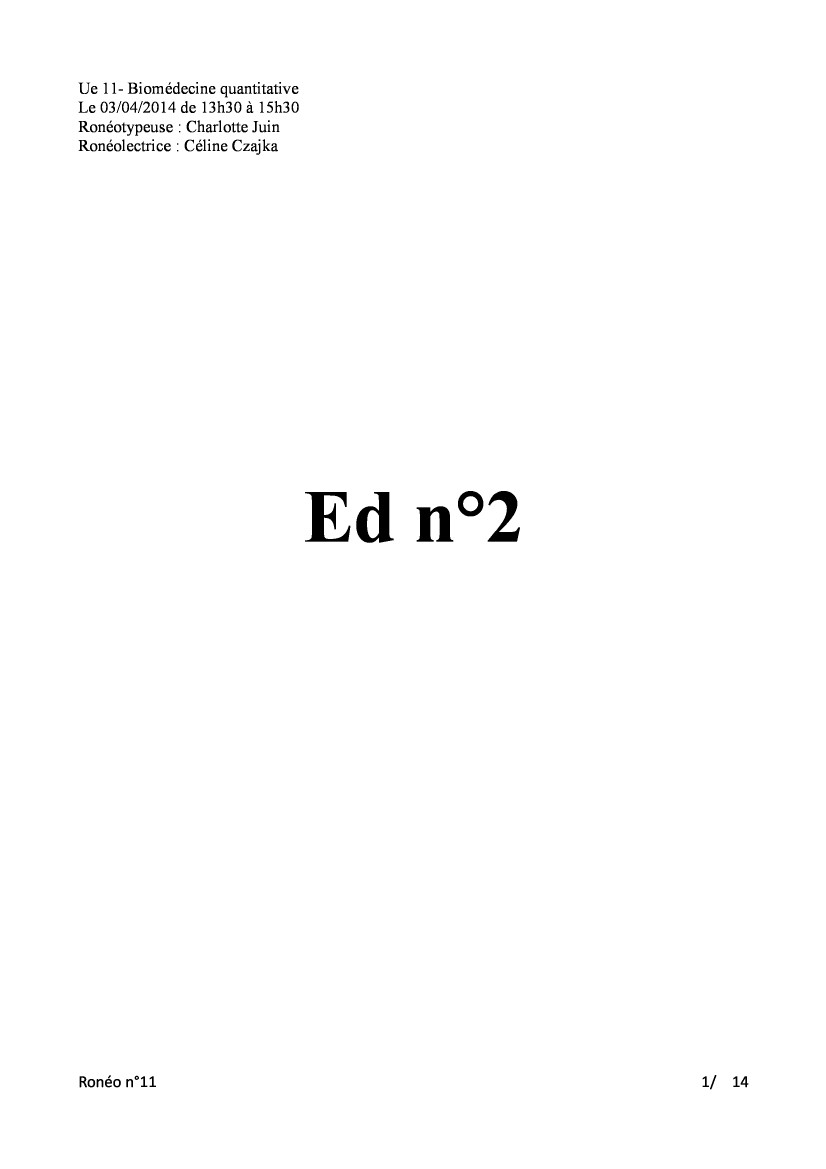 Ue 11- Biomédecine quantitative
Le 03/04/2014 de 13h30 à 15h30
Ronéotypeuse : Charlotte Juin
Ronéolectrice : Céline Czajka
Ed n°2
Ronéo n°11 1/ 14